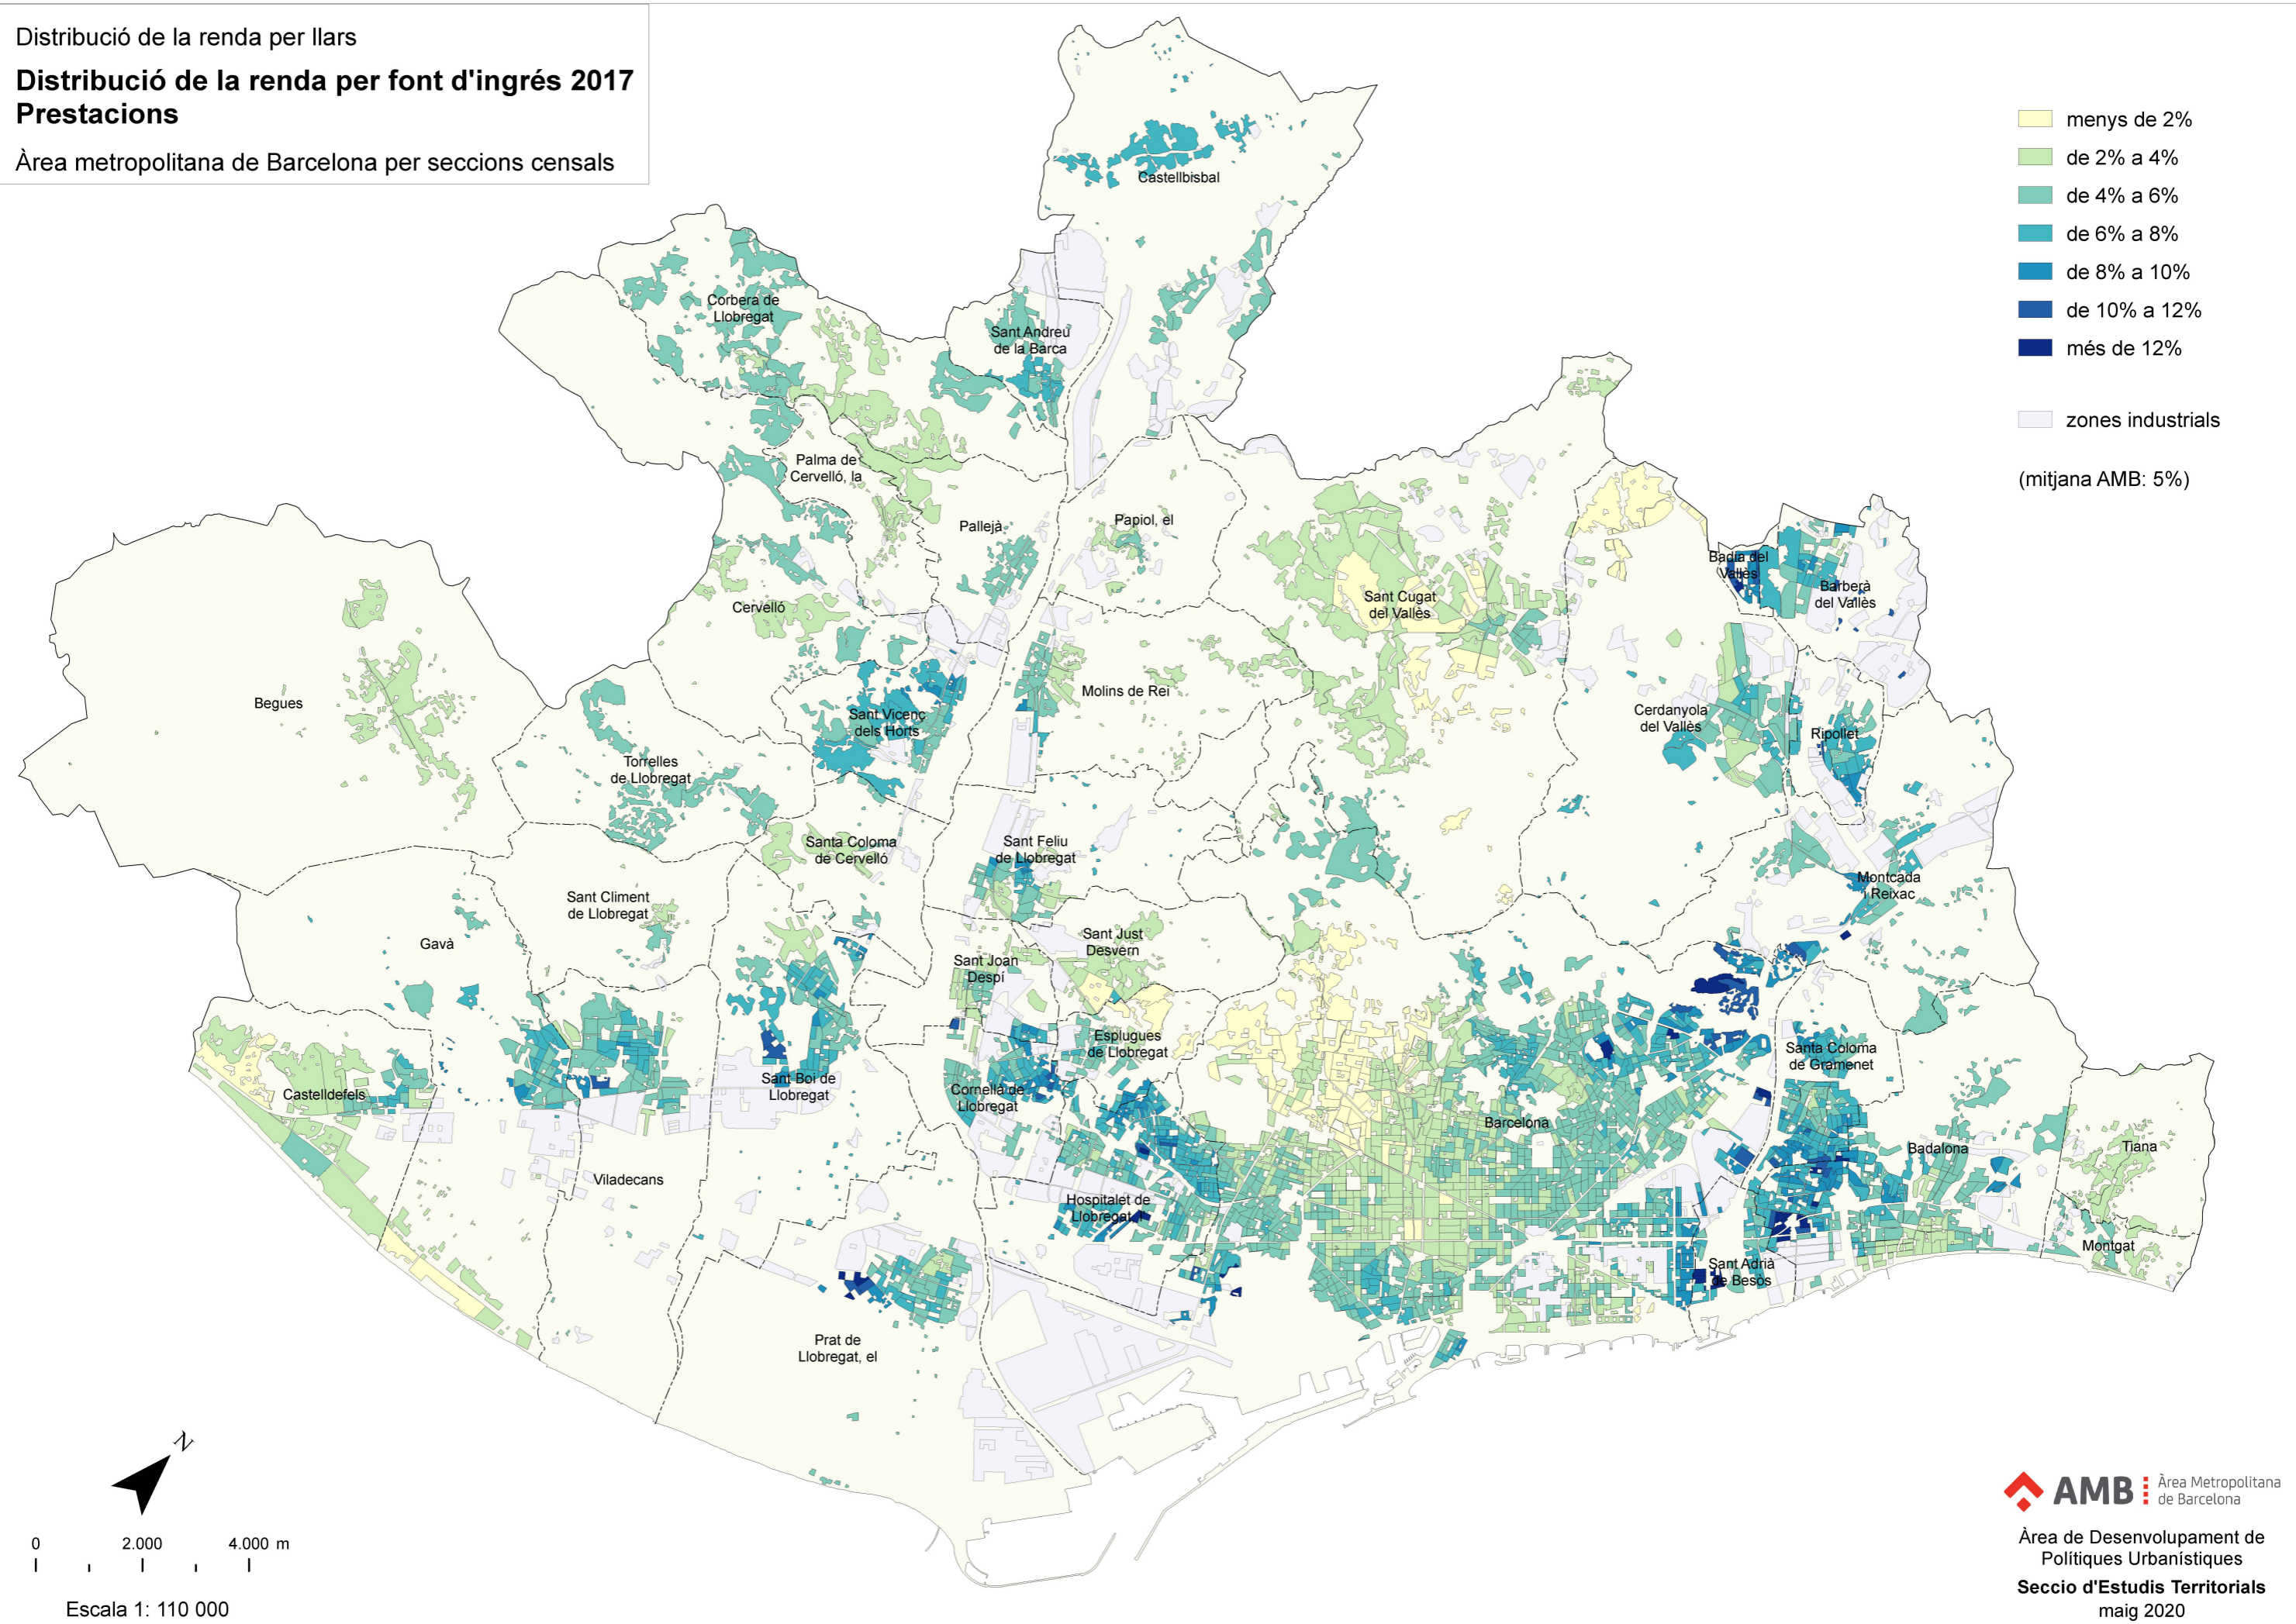 Distribució de la renda per llars
Distribució de la renda per font d'ingrés 2017
Prestacions
Àrea metropolitana de Barcelona per seccions censals
menys de 2%
de 2% a 4%
de 4% a 6%
de 6% a 8%
de 8% a 10%
de 10% a 12%
més de 12%
zones industrials
(mitjana AMB: 5%)
Castellbisbal
Corbera de
Llobregat
Sant Andreu
de la Barca
Palma de
Cervelló, la
Pallejà
Papiol, el
Badia del
Vallès
Barberà
del Vallès
Sant Cugat
del Vallès
Cervelló
Begues
Molins de Rei
Sant Vicenç
dels Horts
Cerdanyola
del Vallès
Ripollet
Torrelles
de Llobregat
Santa Coloma
de Cervelló
Sant Feliu
de Llobregat
Montcada
i Reixac
Sant Climent
de Llobregat
Gavà
Sant Just
Desvern
Sant Joan
Despí
Esplugues
de Llobregat
Santa Coloma
de Gramenet
Castelldefels
Sant Boi de
Llobregat
Cornellà de
Llobregat
Barcelona
Badalona
Tiana
Viladecans
Hospitalet de
Llobregat
Montgat
Sant Adrià
de Besòs
Prat de
Llobregat, el
N
0 2.000 4.000 m
Escala 1: 110 000
AMB Àrea Metropolitana
de Barcelona
Àrea de Desenvolupament de
Polítiques Urbanístiques
Seccio d'Estudis Territorials
maig 2020